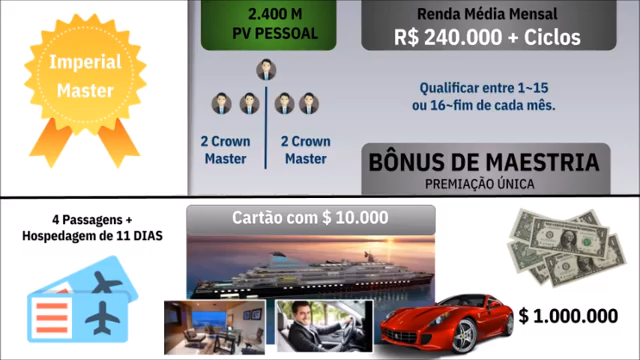 Imperial
Master
2.400 M
PV PESSOAL
Renda Média Mensal
R$ 240.000 + Ciclos
Qualificar entre 1~15
ou 16~fim de cada mês.
2 Crown
Master
2 Crown
Master
BÔNUS DE MAESTRIA
PREMIAÇÃO ÚNICA
4 Passagens +
Hospedagem de 11 DIAS
Cartão com $ 10.000
$ 1.000.000